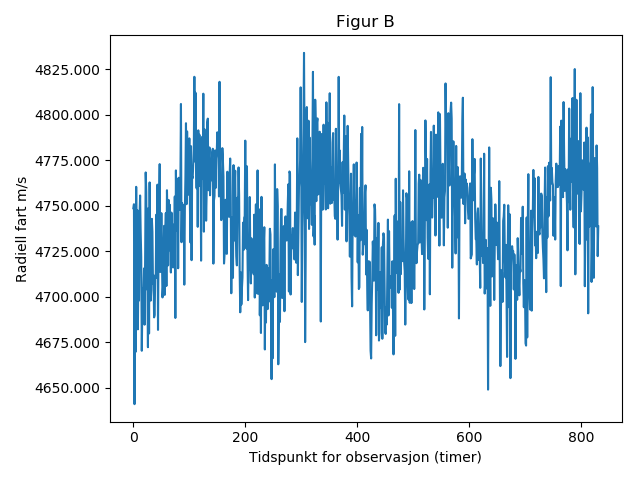 Figur B
4825.000
4800.000
4775.000
4750.000
4725.000
4700.000
4675.000
4650.000
Radiell fart m/s
0 200 400 600 800
Tidspunkt for observasjon (timer)